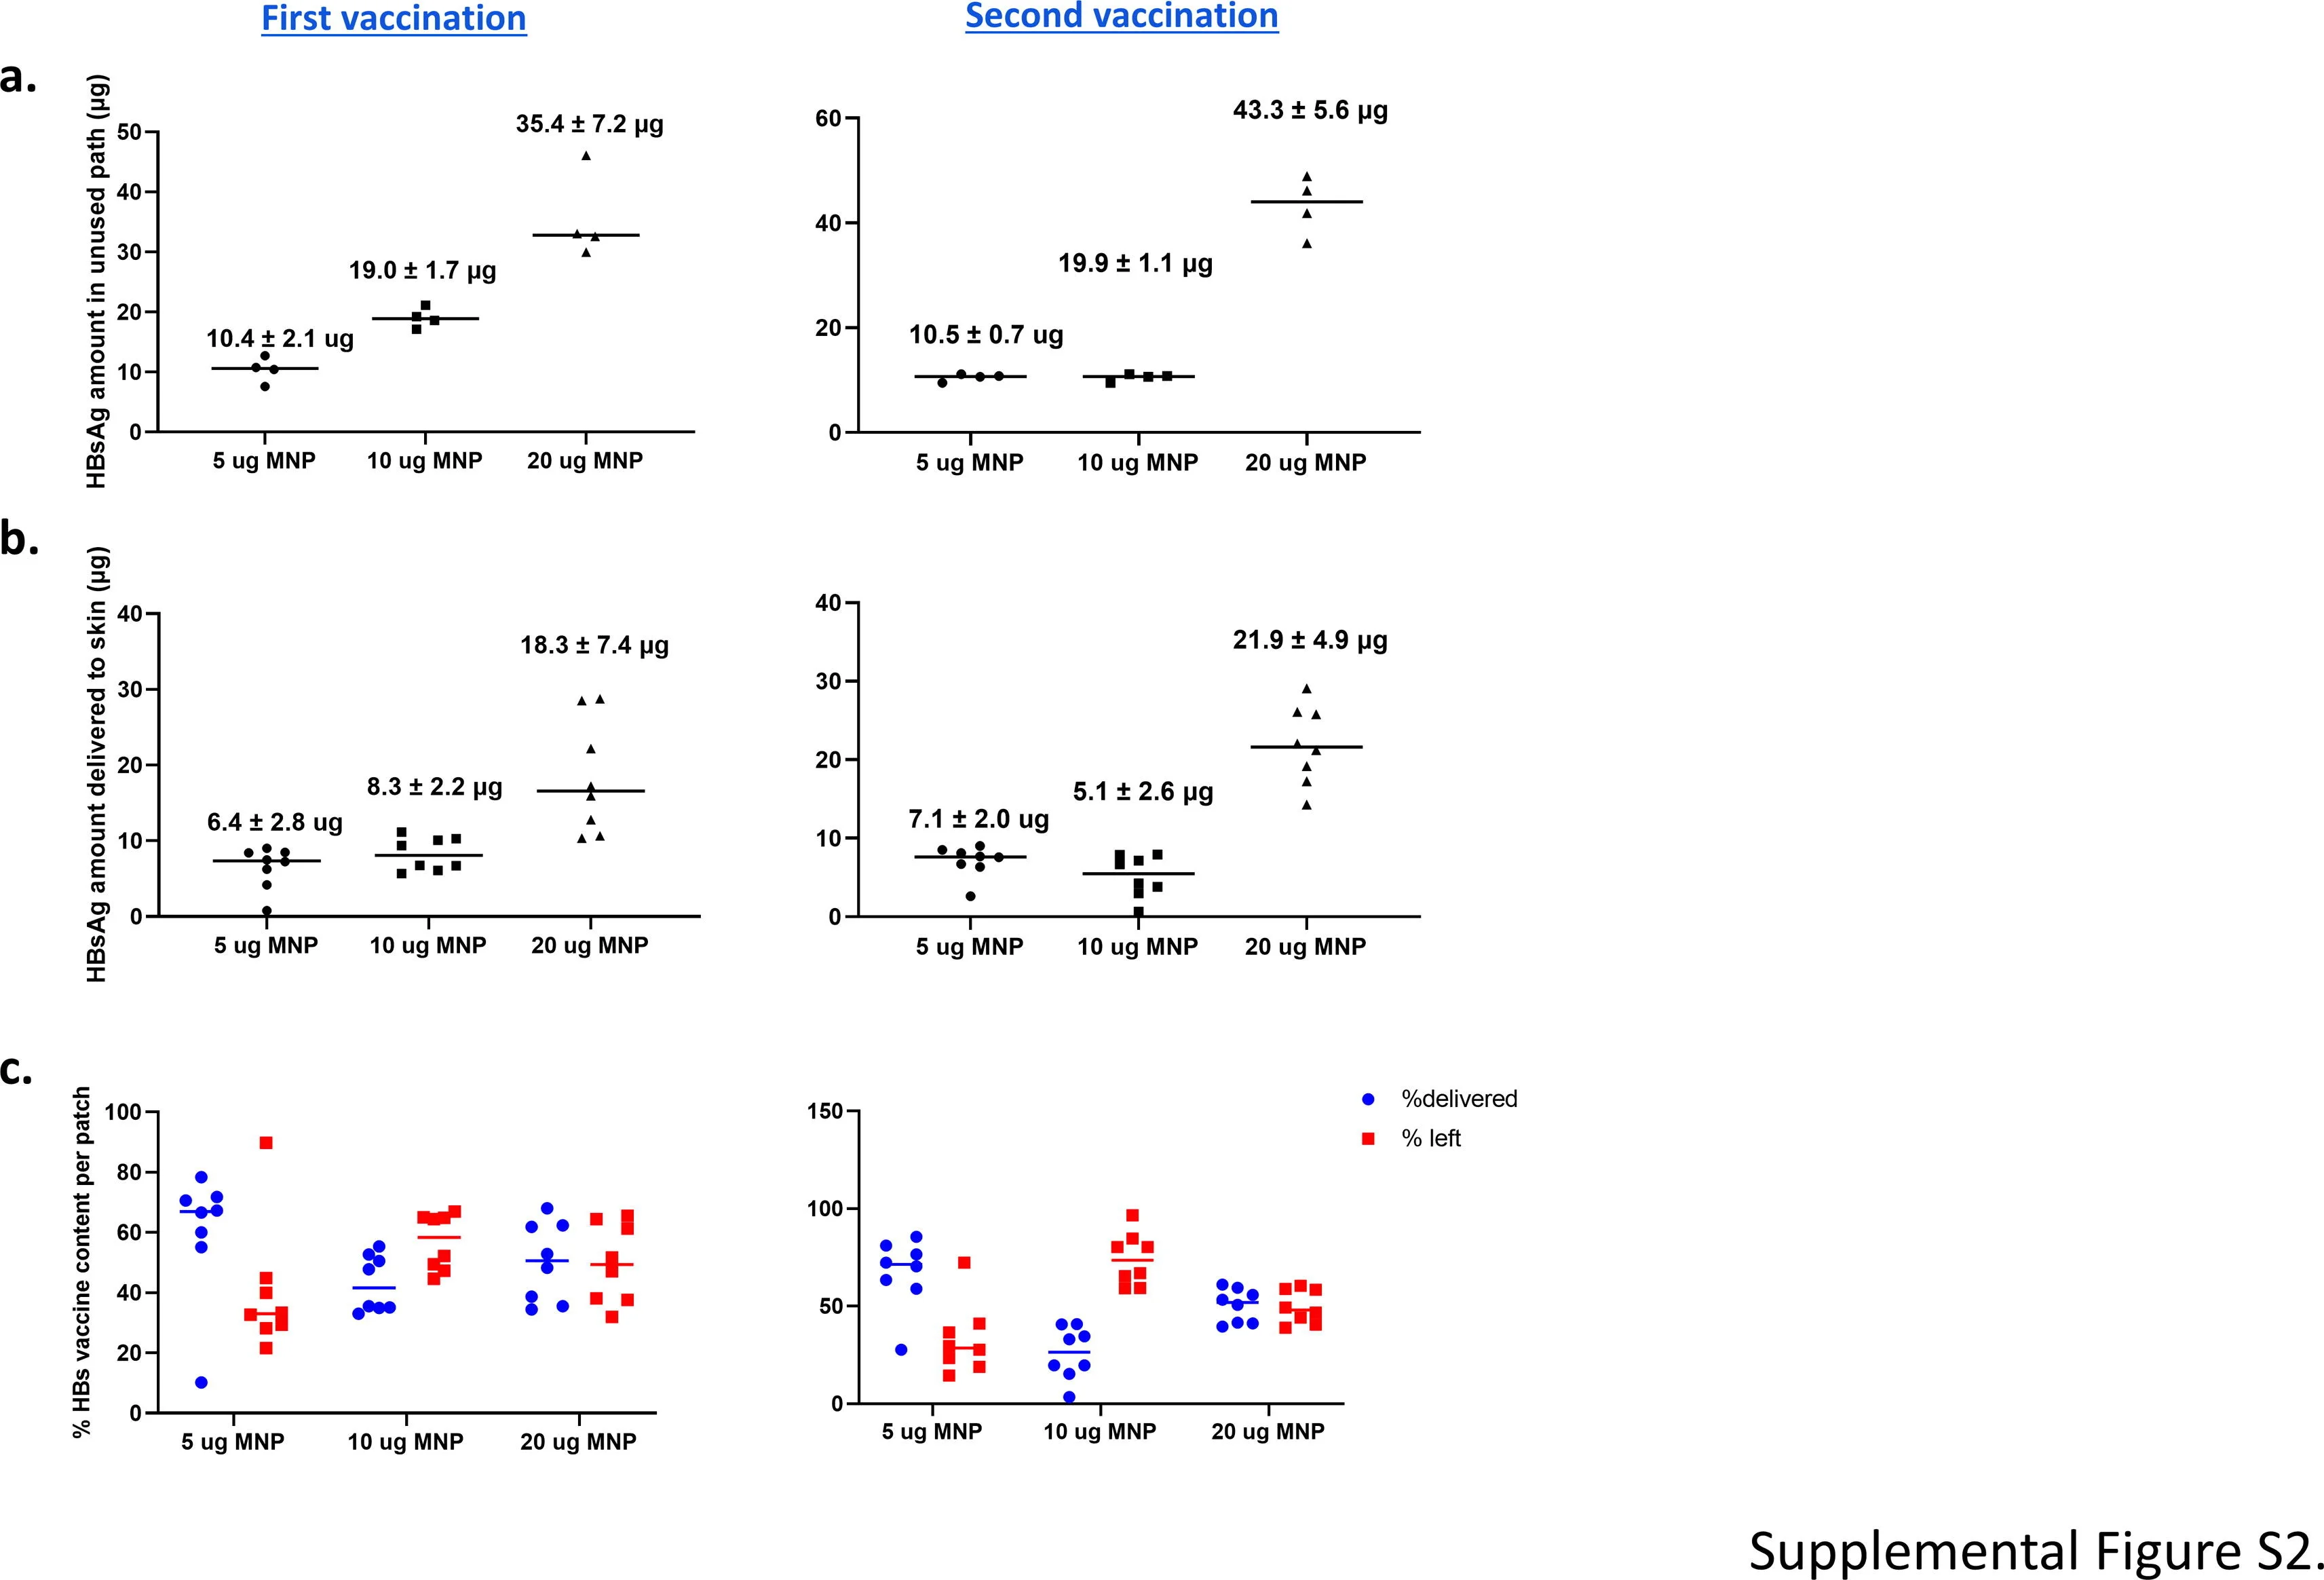 First vaccination
Second vaccination
a.
HBsAg amount in unused path (µg)
50
40
30
20
10
0
10.4 ± 2.1 ug
19.0 ± 1.7 µg
35.4 ± 7.2 µg
5 ug MNP
10 ug MNP
20 ug MNP
60
40
20
0
10.5 ± 0.7 ug
19.9 ± 1.1 µg
43.3 ± 5.6 µg
5 ug MNP
10 ug MNP
20 ug MNP
b.
HBsAg amount delivered to skin (µg)
40
30
20
10
0
6.4 ± 2.8 ug
8.3 ± 2.2 µg
18.3 ± 7.4 µg
5 ug MNP
10 ug MNP
20 ug MNP
40
30
20
10
0
7.1 ± 2.0 ug
5.1 ± 2.6 µg
21.9 ± 4.9 µg
5 ug MNP
10 ug MNP
20 ug MNP
c.
% HBs vaccine content per patch
100
80
60
40
20
0
5 ug MNP
10 ug MNP
20 ug MNP
150
100
50
0
5 ug MNP
10 ug MNP
20 ug MNP
%delivered
% left
Supplemental Figure S2.